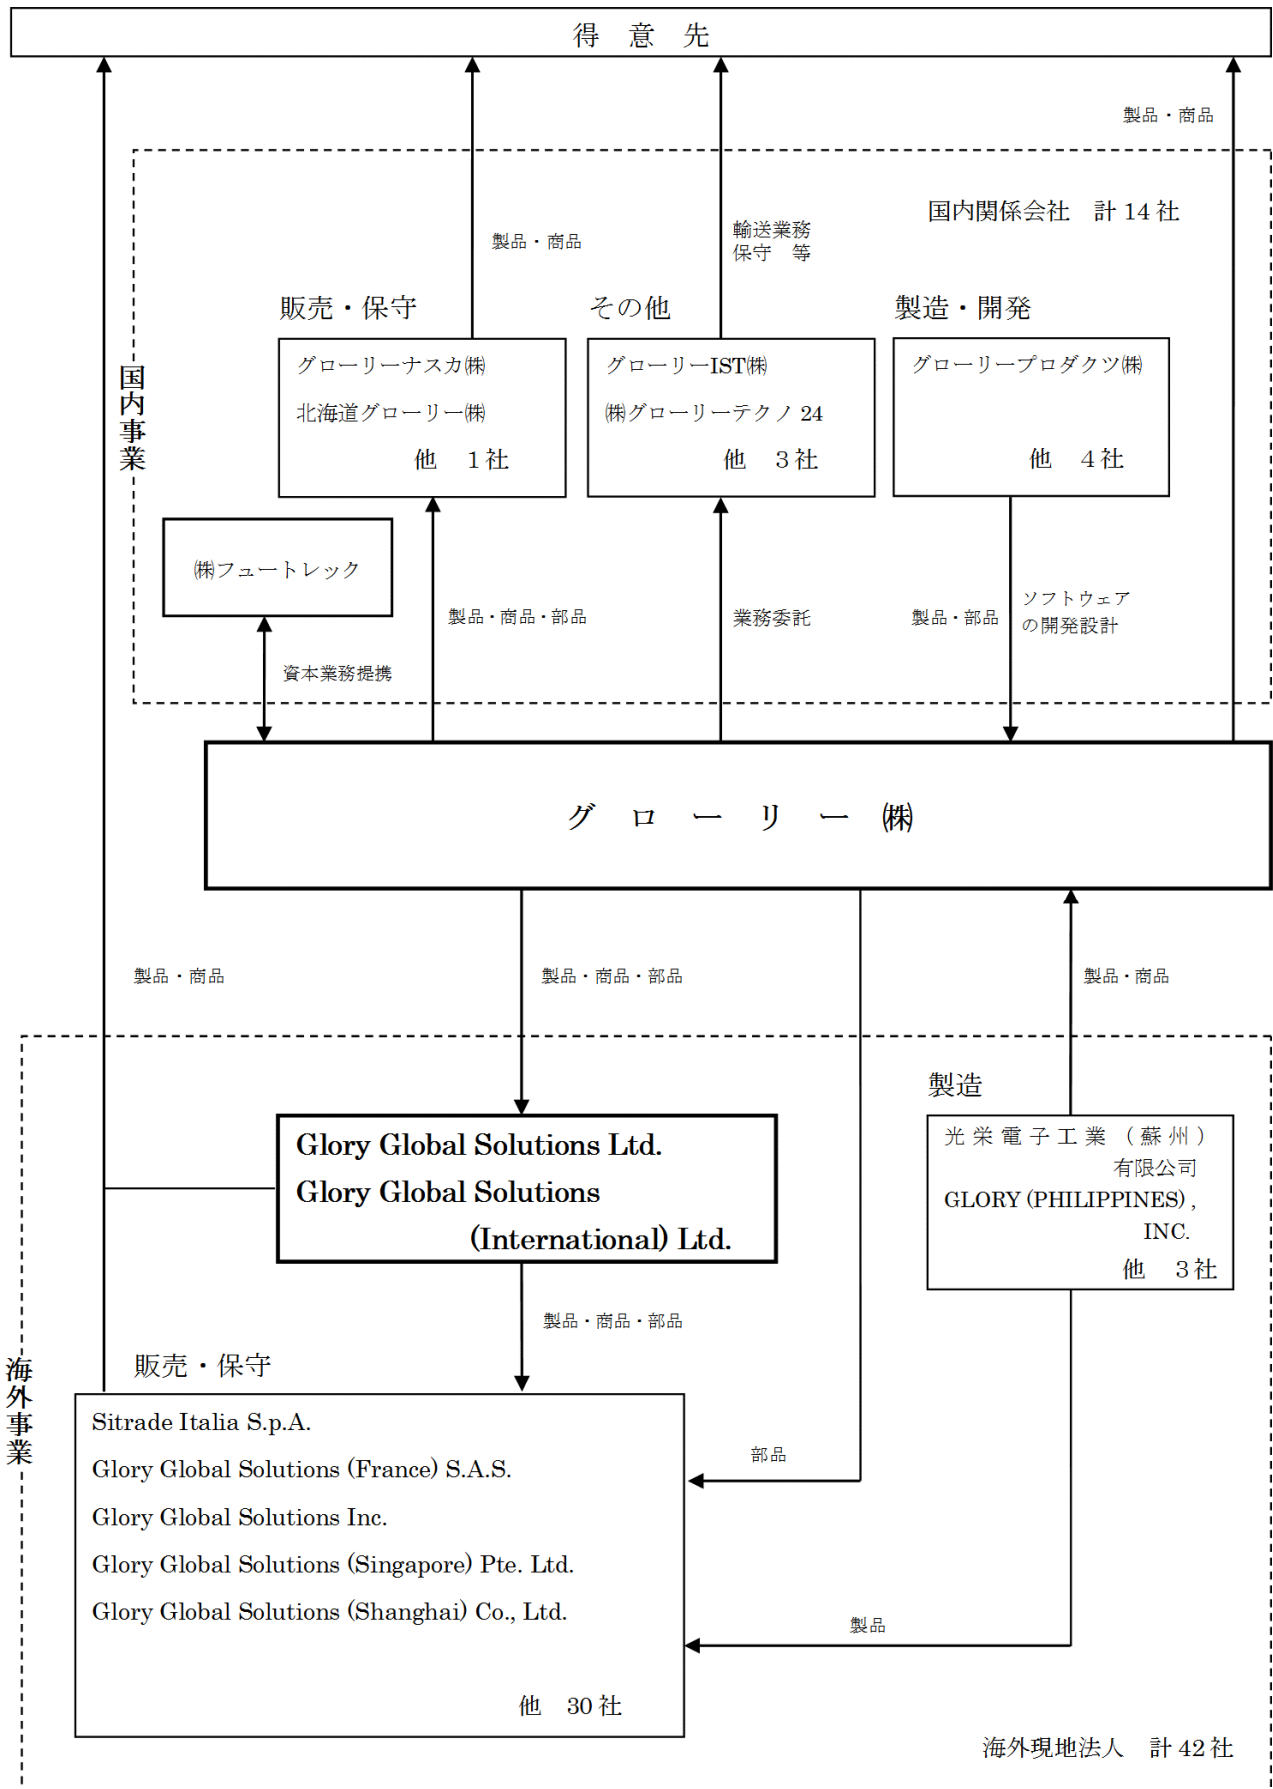 得　意　先
製品・商品
国内関係会社　計 14 社
製品・商品
輸送業務
保守　等
販売・保守
その他
製造・開発
国内事業
グローリーナスカ㈱
北海道グローリー㈱
他　１社
グローリーIST㈱
㈱グローリーテクノ 24
他　３社
グローリープロダクツ㈱
他　４社
㈱フュートレック
資本業務提携
製品・商品・部品
業務委託
製品・部品
ソフトウェア
の開発設計
グ　ロ　ー　リ　ー　㈱
製品・商品
製品・商品・部品
製品・商品
製造
Glory Global Solutions Ltd.
Glory Global Solutions
(International) Ltd.
光栄電子工業（蘇州）
有限公司
GLORY (PHILIPPINES) ,
INC.
他　３社
製品・商品・部品
海外事業
販売・保守
Sitrade Italia S.p.A.
Glory Global Solutions (France) S.A.S.
Glory Global Solutions Inc.
Glory Global Solutions (Singapore) Pte. Ltd.
Glory Global Solutions (Shanghai) Co., Ltd.
他　30 社
部品
製品
海外現地法人　計 42 社